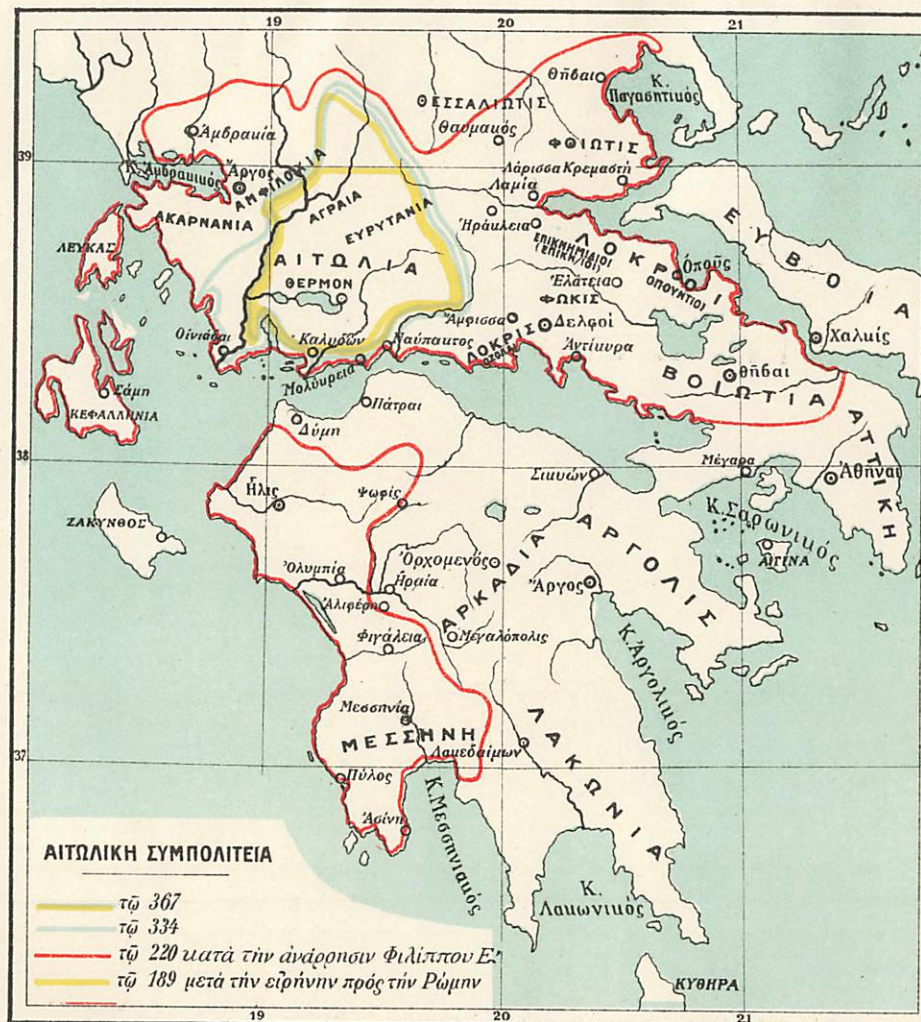 19 20 21
Θῆβαι
Κ. Παγασητικός
ΘΕΣΣΑΛΙΩΤΙΣ
Θαυμακός
ΦΘΙΩΤΙΣ
Ἀμβρακία
39
Κ. Ἀμβρακικός
Ἄργος
ΑΜΦΙΛΟΧΙΑ
Λάρισσα Κρεμαστή
Λαμία
ΑΚΑΡΝΑΝΙΑ
ΑΓΡΑΙΑ
ΕΥΡΥΤΑΝΙΑ
Ἡράκλεια
ΛΟΚΡΟΙ
ΕΠΙΚΝΗΜΙΔΙΟΙ
ΕΥΒΟΙΑ
ΛΕΥΚΑΣ
ΑΙΤΩΛΙΑ
Ὀποῦς
ΟΠΟΥΝΤΙΟΙ
ΘΕΡΜΟΝ
Ἐλάτεια
ΦΩΚΙΣ
Ἄμφισσα
Δελφοί
Χαλκίς
Οἰνιάδαι
Καλυδών
Ναύπακτος
ΛΟΚΡΙΣ
ΟΖΟΛΑΙ
Ἀντίκυρα
Μολύκρεια
Θῆβαι
ΒΟΙΩΤΙΑ
Σάμη
ΚΕΦΑΛΛΗΝΙΑ
Πάτραι
Δύμη
ΑΤΤΙΚΗ
38
Σικυών
Μέγαρα
Ἀθῆναι
Ἦλις
Ψωφίς
ΖΑΚΥΝΘΟΣ
Κ. Σαρωνικός
ΑΙΓΙΝΑ
Ὀρχομενός
ΑΡΚΑΔΙΑ
ΑΡΓΟΛΙΣ
Ὀλυμπία
Ἡραία
Ἄργος
Ἀλιφέρη
Φιγάλεια
Μεγαλόπολις
Κ. Ἀργολικός
Μεσσηνία
ΜΕΣΣΗΝΗ
Λακεδαίμων
ΛΑΚΩΝΙΑ
37
Πύλος
Ἀσίνη
Κ. Μεσσηνιακός
Κ. Λακωνικός
ΚΥΘΗΡΑ
ΑΙΤΩΛΙΚΗ ΣΥΜΠΟΛΙΤΕΙΑ
τῷ 367
τῷ 334
τῷ 220 κατὰ τὴν ἀνάρρησιν Φιλίππου Ε.
τῷ 189 μετά τήν εἰρήνην πρός τήν Ρώμην
19 20 21